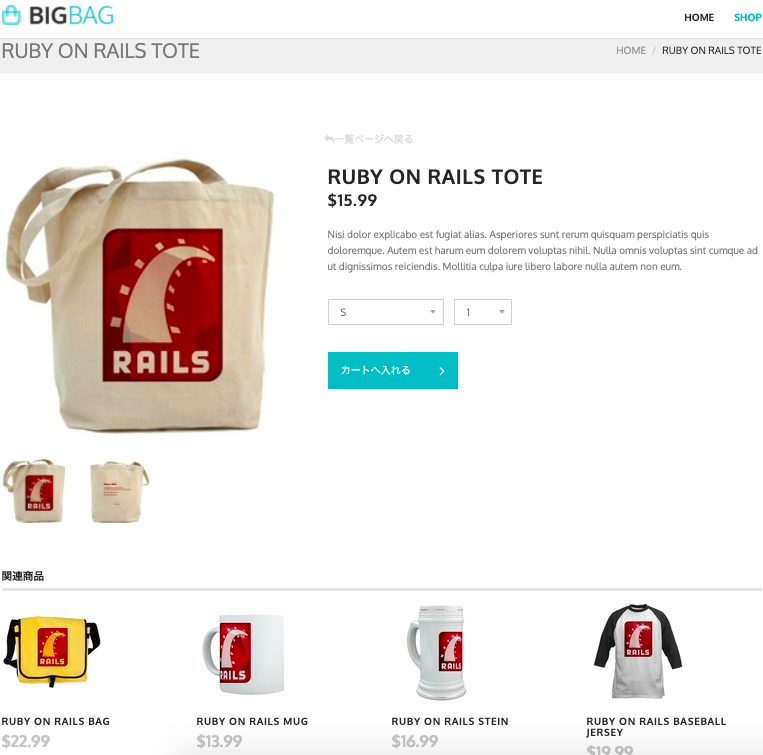 BIGBAG
HOME SHOP
RUBY ON RAILS TOTE
HOME / RUBY ON RAILS TOTE
一覧ページへ戻る
RUBY ON RAILS TOTE
$15.99
Nisi dolor explicabo est fugiat alias. Asperiores sunt rerum quisquam perspiciatis quis
doloremque. Autem est harum eum dolorem voluptas nihil. Nulla omnis voluptas sint cumque ad
ut dignissimos reiciendis. Mollitia culpa iure libero labore nulla autem non eum.
S 1
カートへ入れる
RAILS
RAILS
関連商品
RAILS
RAILS
RAILS
RAILS
RUBY ON RAILS BAG
$22.99
RUBY ON RAILS MUG
$13.99
RUBY ON RAILS STEIN
$16.99
RUBY ON RAILS BASEBALL
JERSEY
$19.99